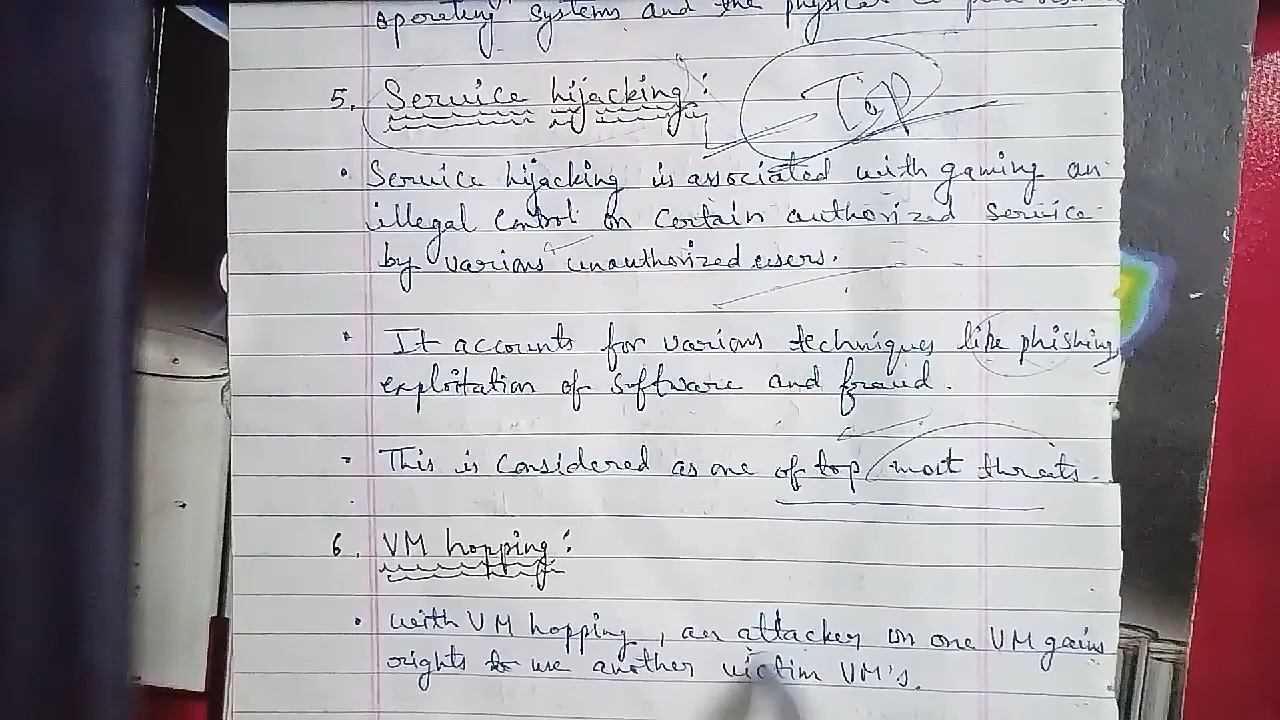 operating systems and the physical
5. Service hijacking:
Top
• Service hijacking is associated with gaming an
illegal control on certain authorized service
by various unauthorized users.
• It accounts for various techniques like phishing,
exploitation of software and fraud.
- This is considered as one of top most threats.
6. VM hopping:
• with VM hopping, an attacker on one VM gains
rights to use another victim VM's.